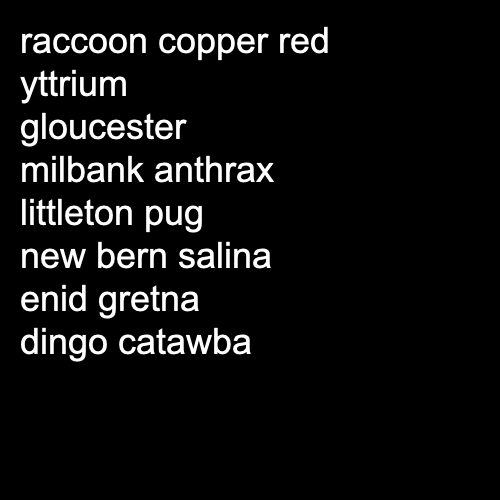 raccoon copper red
yttrium
gloucester
milbank anthrax
littleton pug
new bern salina
enid gretna
dingo catawba